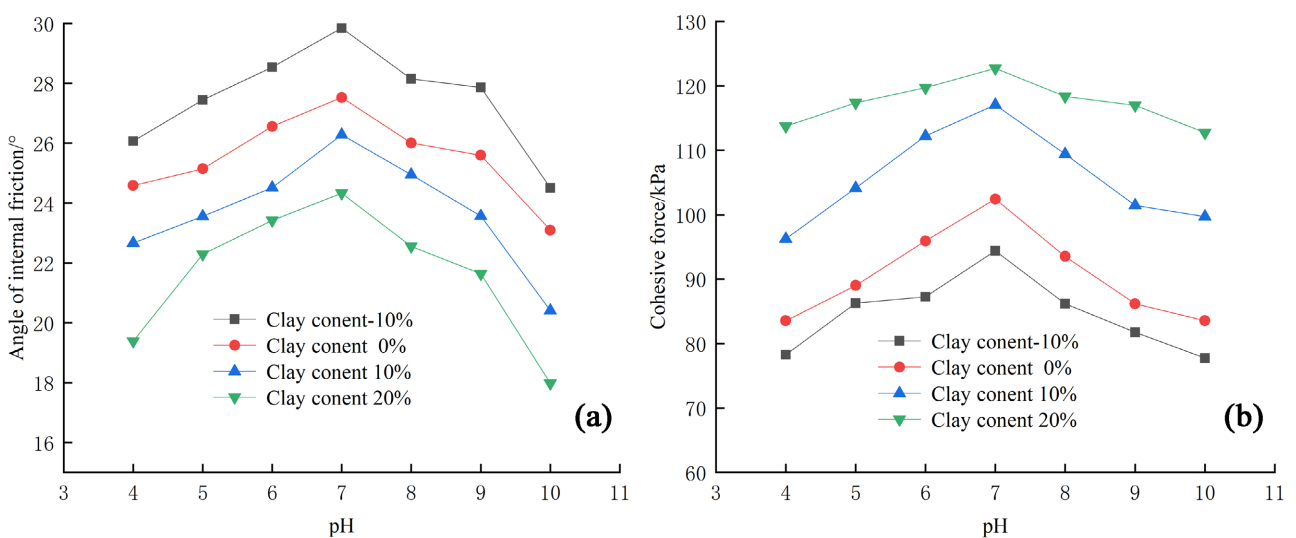 30
28
26
24
22
20
18
16
Angle of internal friction/°
3 4 5 6 7 8 9 10 11
pH
Clay conent-10%
Clay conent 0%
Clay conent 10%
Clay conent 20%
(a)
130
120
110
100
90
80
70
60
Cohesive force/kPa
3 4 5 6 7 8 9 10 11
pH
Clay conent-10%
Clay conent 0%
Clay conent 10%
Clay conent 20%
(b)